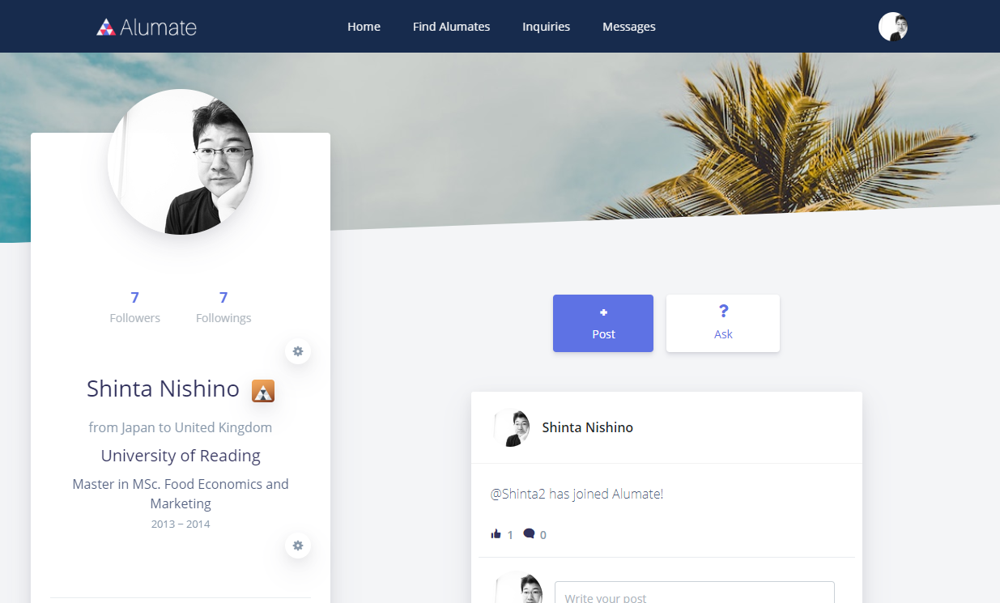 Alumate
Home
Find Alumates
Inquiries
Messages
7
Followers
7
Followings
Shinta Nishino
from Japan to United Kingdom
University of Reading
Master in MSc. Food Economics and
Marketing
2013 – 2014
+
Post
?
Ask
Shinta Nishino
@Shinta2 has joined Alumate!
1
0
Write your post